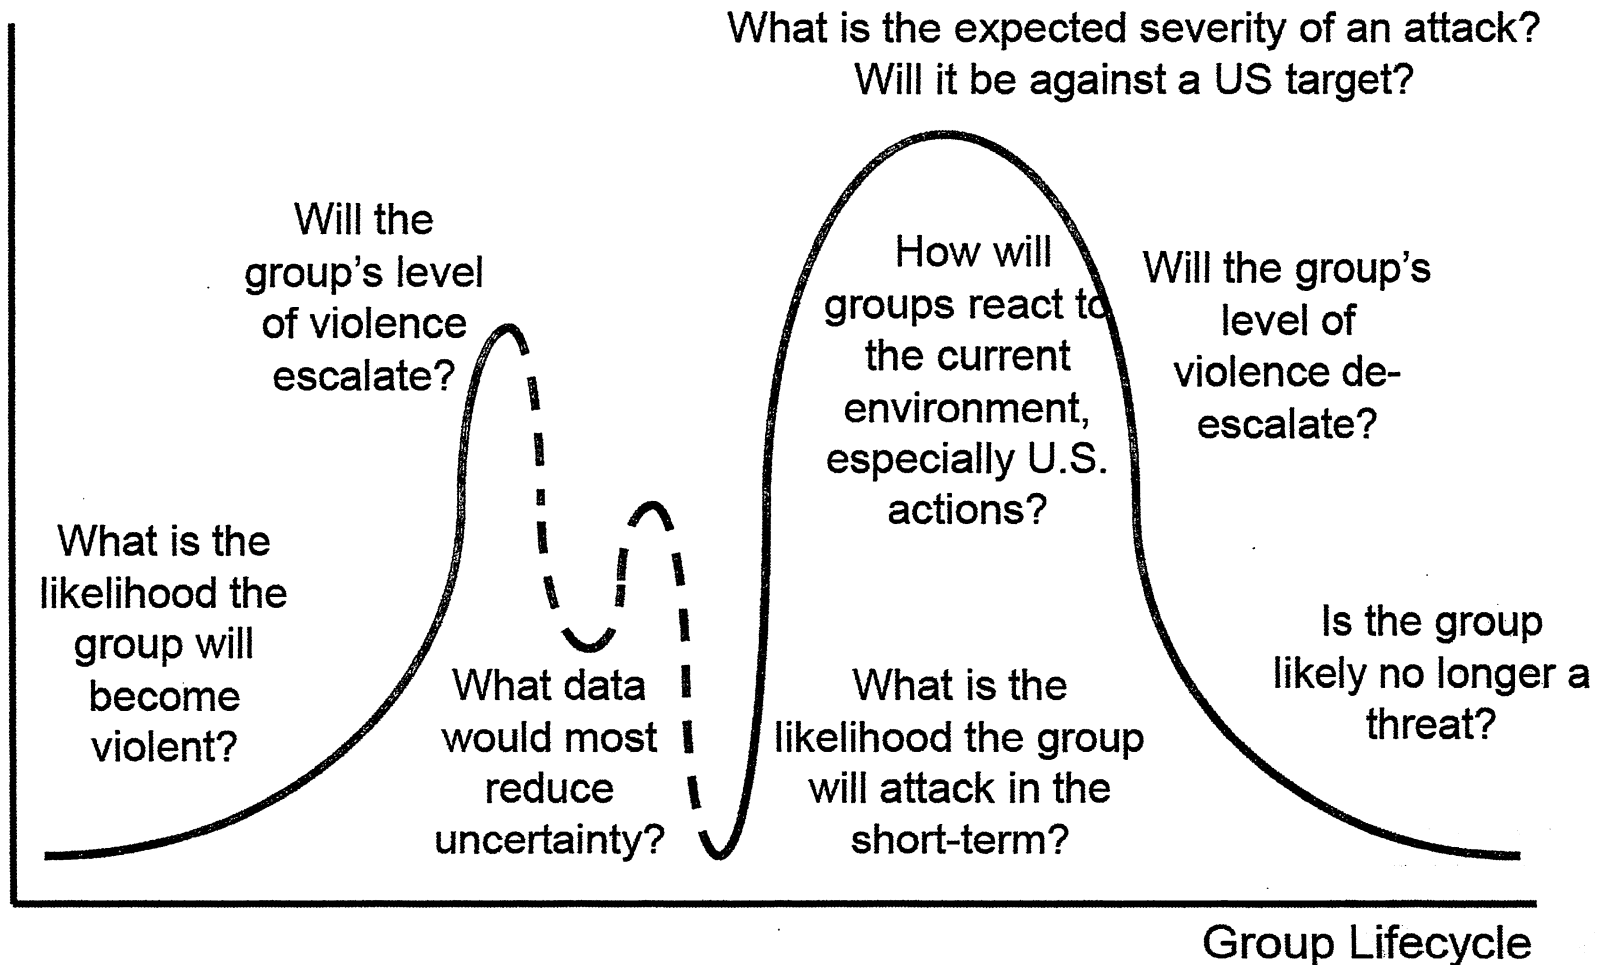 What is the expected severity of an attack?
Will it be against a US target?
Will the
group's level
of violence
escalate?
How will
groups react to
the current
environment,
especially U.S.
actions?
Will the group's
level of
violence de-
escalate?
What is the
likelihood the
group will
become
violent?
What data
would most
reduce
uncertainty?
What is the
likelihood the group
will attack in the
short-term?
Is the group
likely no longer a
threat?
Group Lifecycle